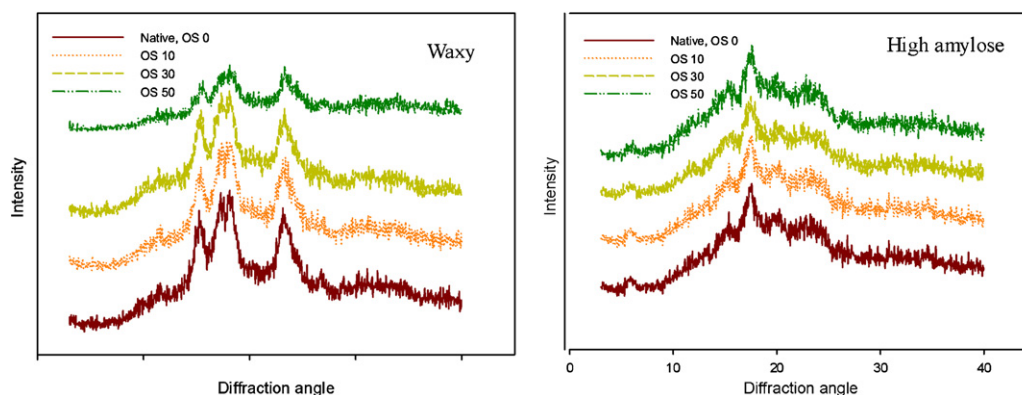 Native, OS 0
OS 10
OS 30
OS 50
Waxy
Intensity
Diffraction angle
Native, OS 0
OS 10
OS 30
OS 50
High amylose
Intensity
0 10 20 30 40
Diffraction angle